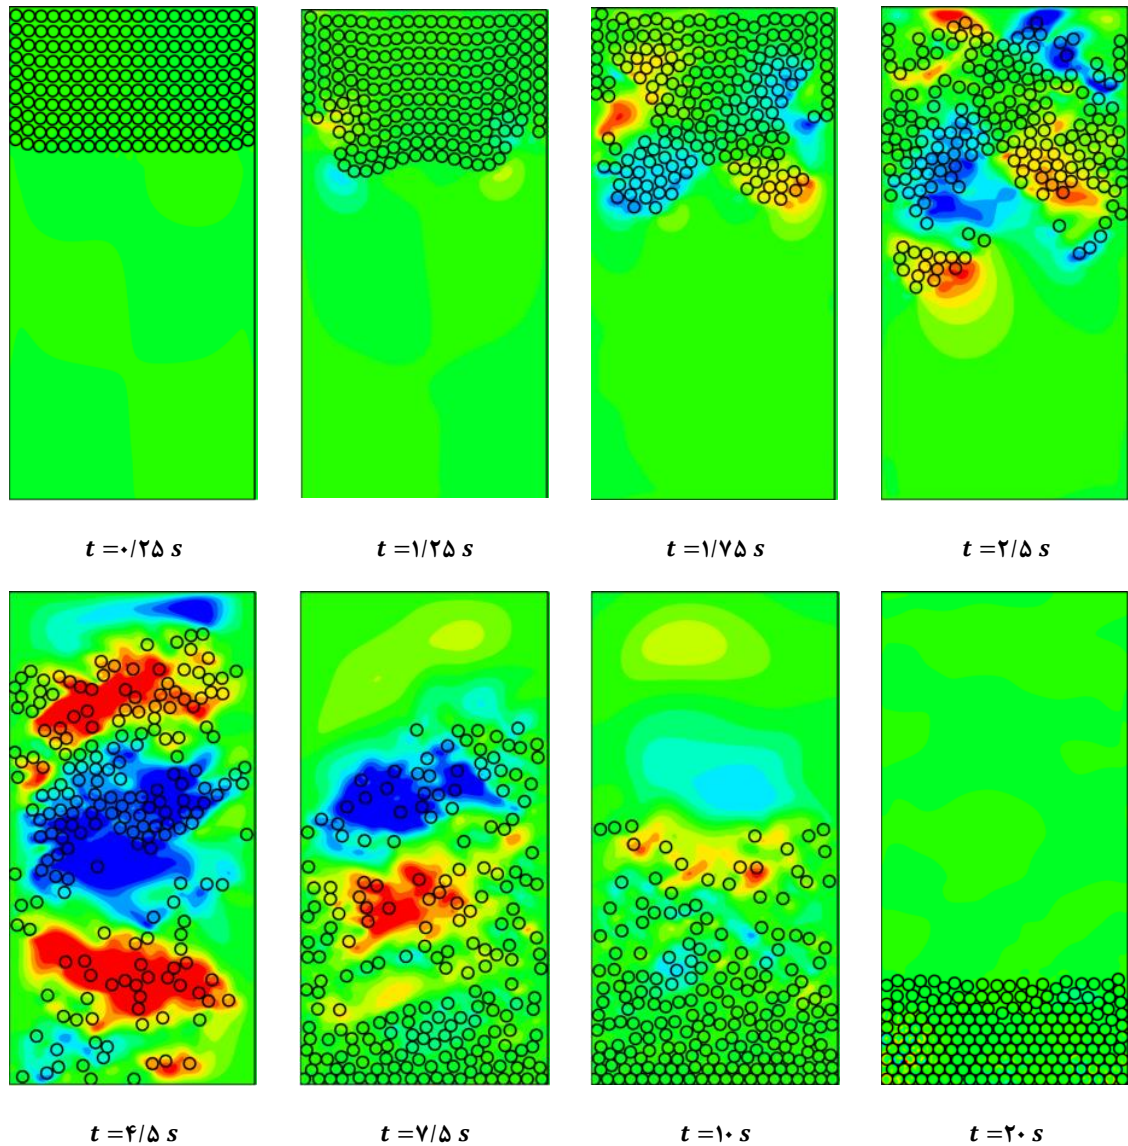 t =۰/۲۵ s
t =۱/۲۵ s
t =۱/۷۵ s
t =۲/۵ s
t =۴/۵ s
t =۷/۵ s
t =۱۰ s
t =۲۰ s